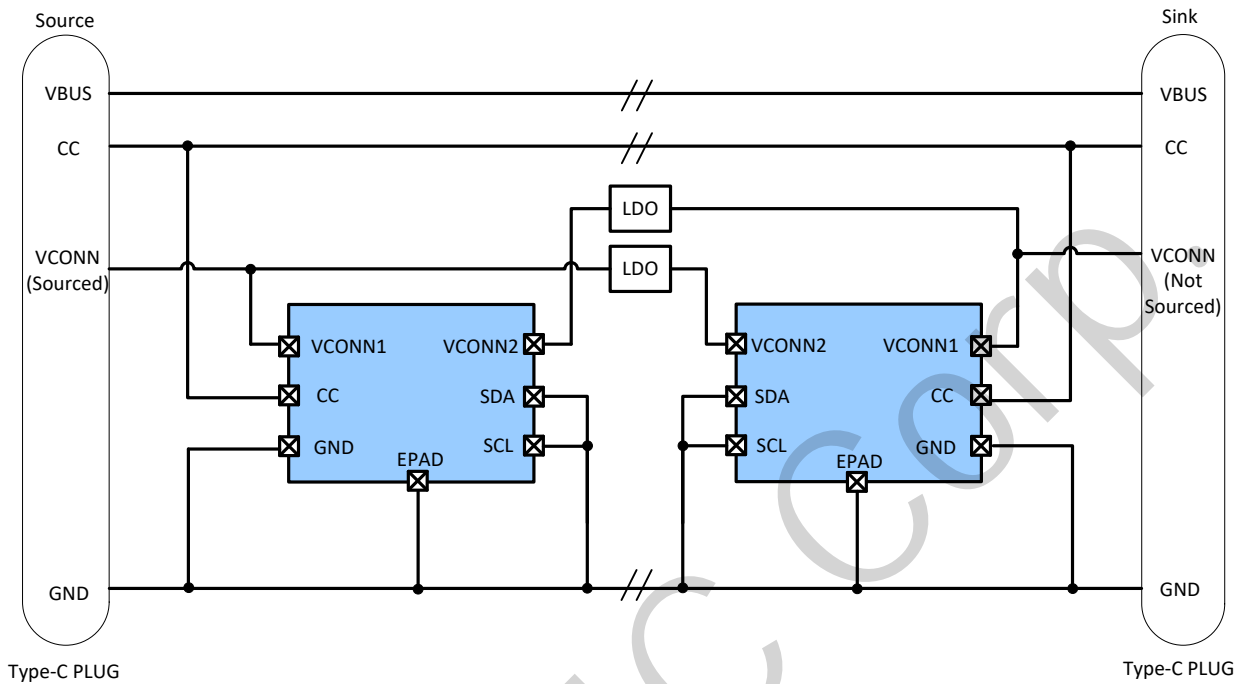 Source
Sink
VBUS
VBUS
CC
CC
LDO
VCONN
(Sourced)
LDO
VCONN
(Not
Sourced)
VCONN1
VCONN2
VCONN2
VCONN1
CC
SDA
SDA
CC
GND
SCL
SCL
GND
EPAD
EPAD
GND
GND
Type-C PLUG
Type-C PLUG
C Corp.